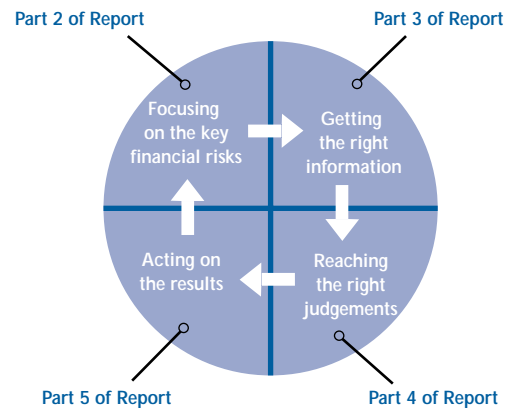 Part 2 of Report
Part 3 of Report
Focusing
on the key
financial risks
Getting
the right
information
Acting on
the results
Reaching
the right
judgements
Part 5 of Report
Part 4 of Report